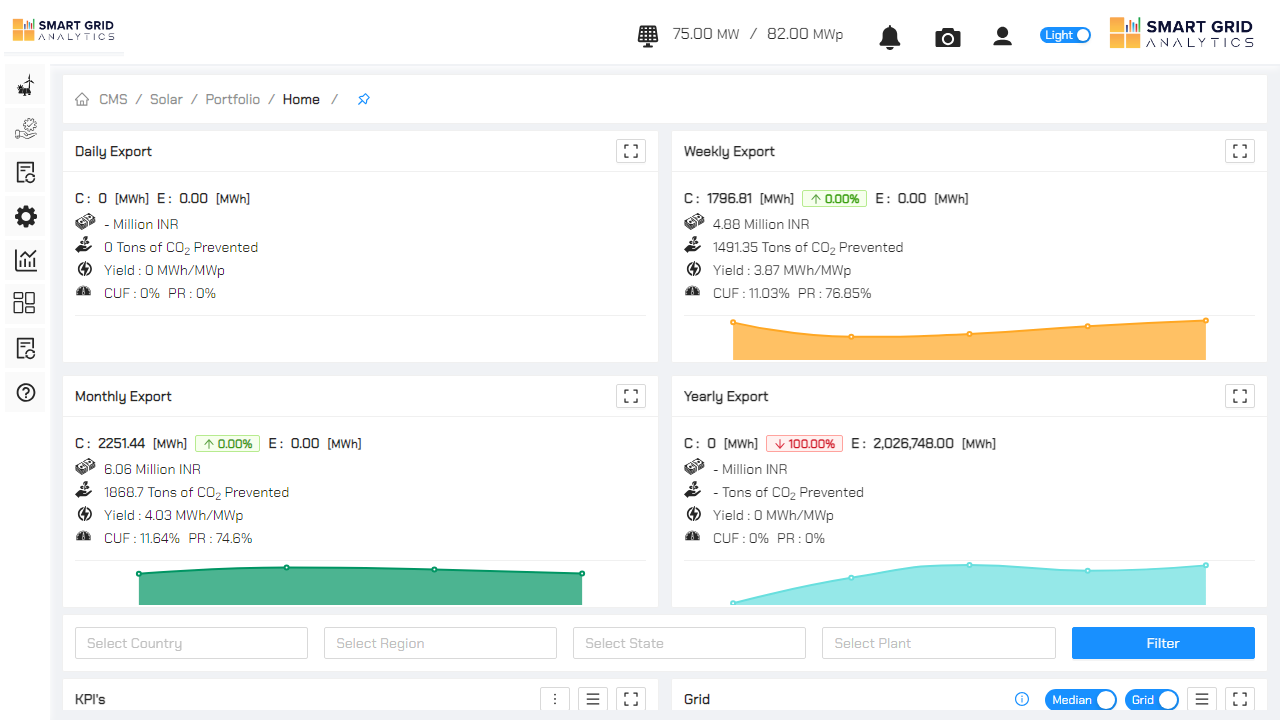 SMART GRID
ANALYTICS
75.00 MW / 82.00 MWp
Light
SMART GRID
ANALYTICS
CMS / Solar / Portfolio / Home /
Daily Export
C : 0 [MWh] E : 0.00 [MWh]
- Million INR
0 Tons of CO2 Prevented
Yield : 0 MWh/MWp
CUF : 0% PR : 0%
Weekly Export
C : 1796.81 [MWh] ↑ 0.00% E : 0.00 [MWh]
4.88 Million INR
1491.35 Tons of CO2 Prevented
Yield : 3.87 MWh/MWp
CUF : 11.03% PR : 76.85%
Monthly Export
C : 2251.44 [MWh] ↑ 0.00% E : 0.00 [MWh]
6.06 Million INR
1868.7 Tons of CO2 Prevented
Yield : 4.03 MWh/MWp
CUF : 11.64% PR : 74.6%
Yearly Export
C : 0 [MWh] ↓ 100.00% E : 2,026,748.00 [MWh]
- Million INR
- Tons of CO2 Prevented
Yield : 0 MWh/MWp
CUF : 0% PR : 0%
Select Country
Select Region
Select State
Select Plant
Filter
KPI's
Grid
Median
Grid